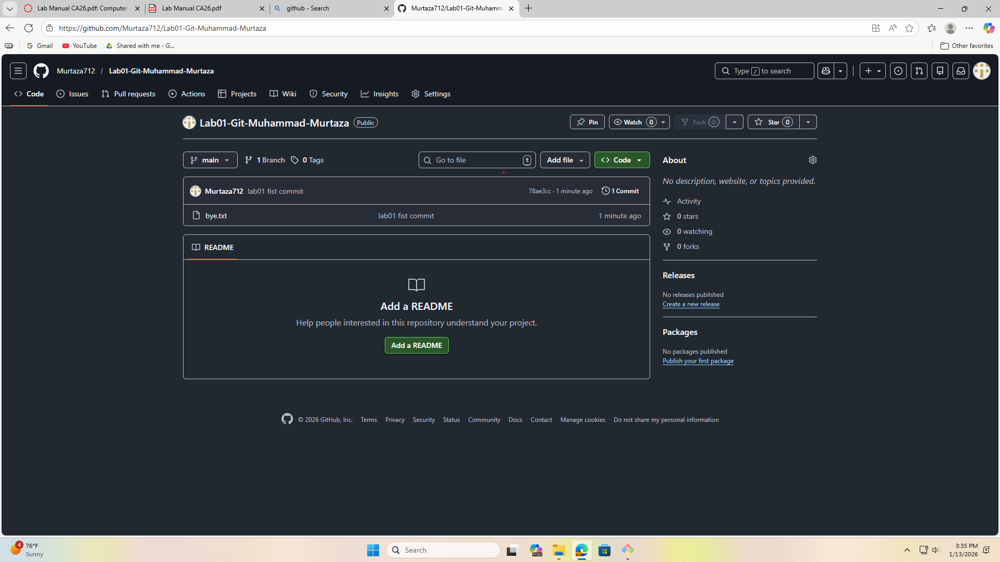 Lab Manual CA26.pdf: Computer
Lab Manual CA26.pdf
github - Search
Murtaza712/Lab01-Git-Muhamm
https://github.com/Murtaza712/Lab01-Git-Muhammad-Murtaza
Gmail
YouTube
Shared with me - G...
Other favorites
Murtaza712 / Lab01-Git-Muhammad-Murtaza
Type / to search
Code
Issues
Pull requests
Actions
Projects
Wiki
Security
Insights
Settings
Lab01-Git-Muhammad-Murtaza
Public
Pin
Watch 0
Fork 0
Star 0
main
1 Branch
0 Tags
Go to file
t
Add file
Code
Murtaza712 lab01 fist commit
78ae3cc · 1 minute ago
1 Commit
bye.txt
lab01 fist commit
1 minute ago
README
Add a README
Help people interested in this repository understand your project.
Add a README
About
No description, website, or topics provided.
Activity
0 stars
0 watching
0 forks
Releases
No releases published
Create a new release
Packages
No packages published
Publish your first package
© 2026 GitHub, Inc.
Terms
Privacy
Security
Status
Community
Docs
Contact
Manage cookies
Do not share my personal information
4
76°F
Sunny
Search
M365
3:35 PM
1/13/2026